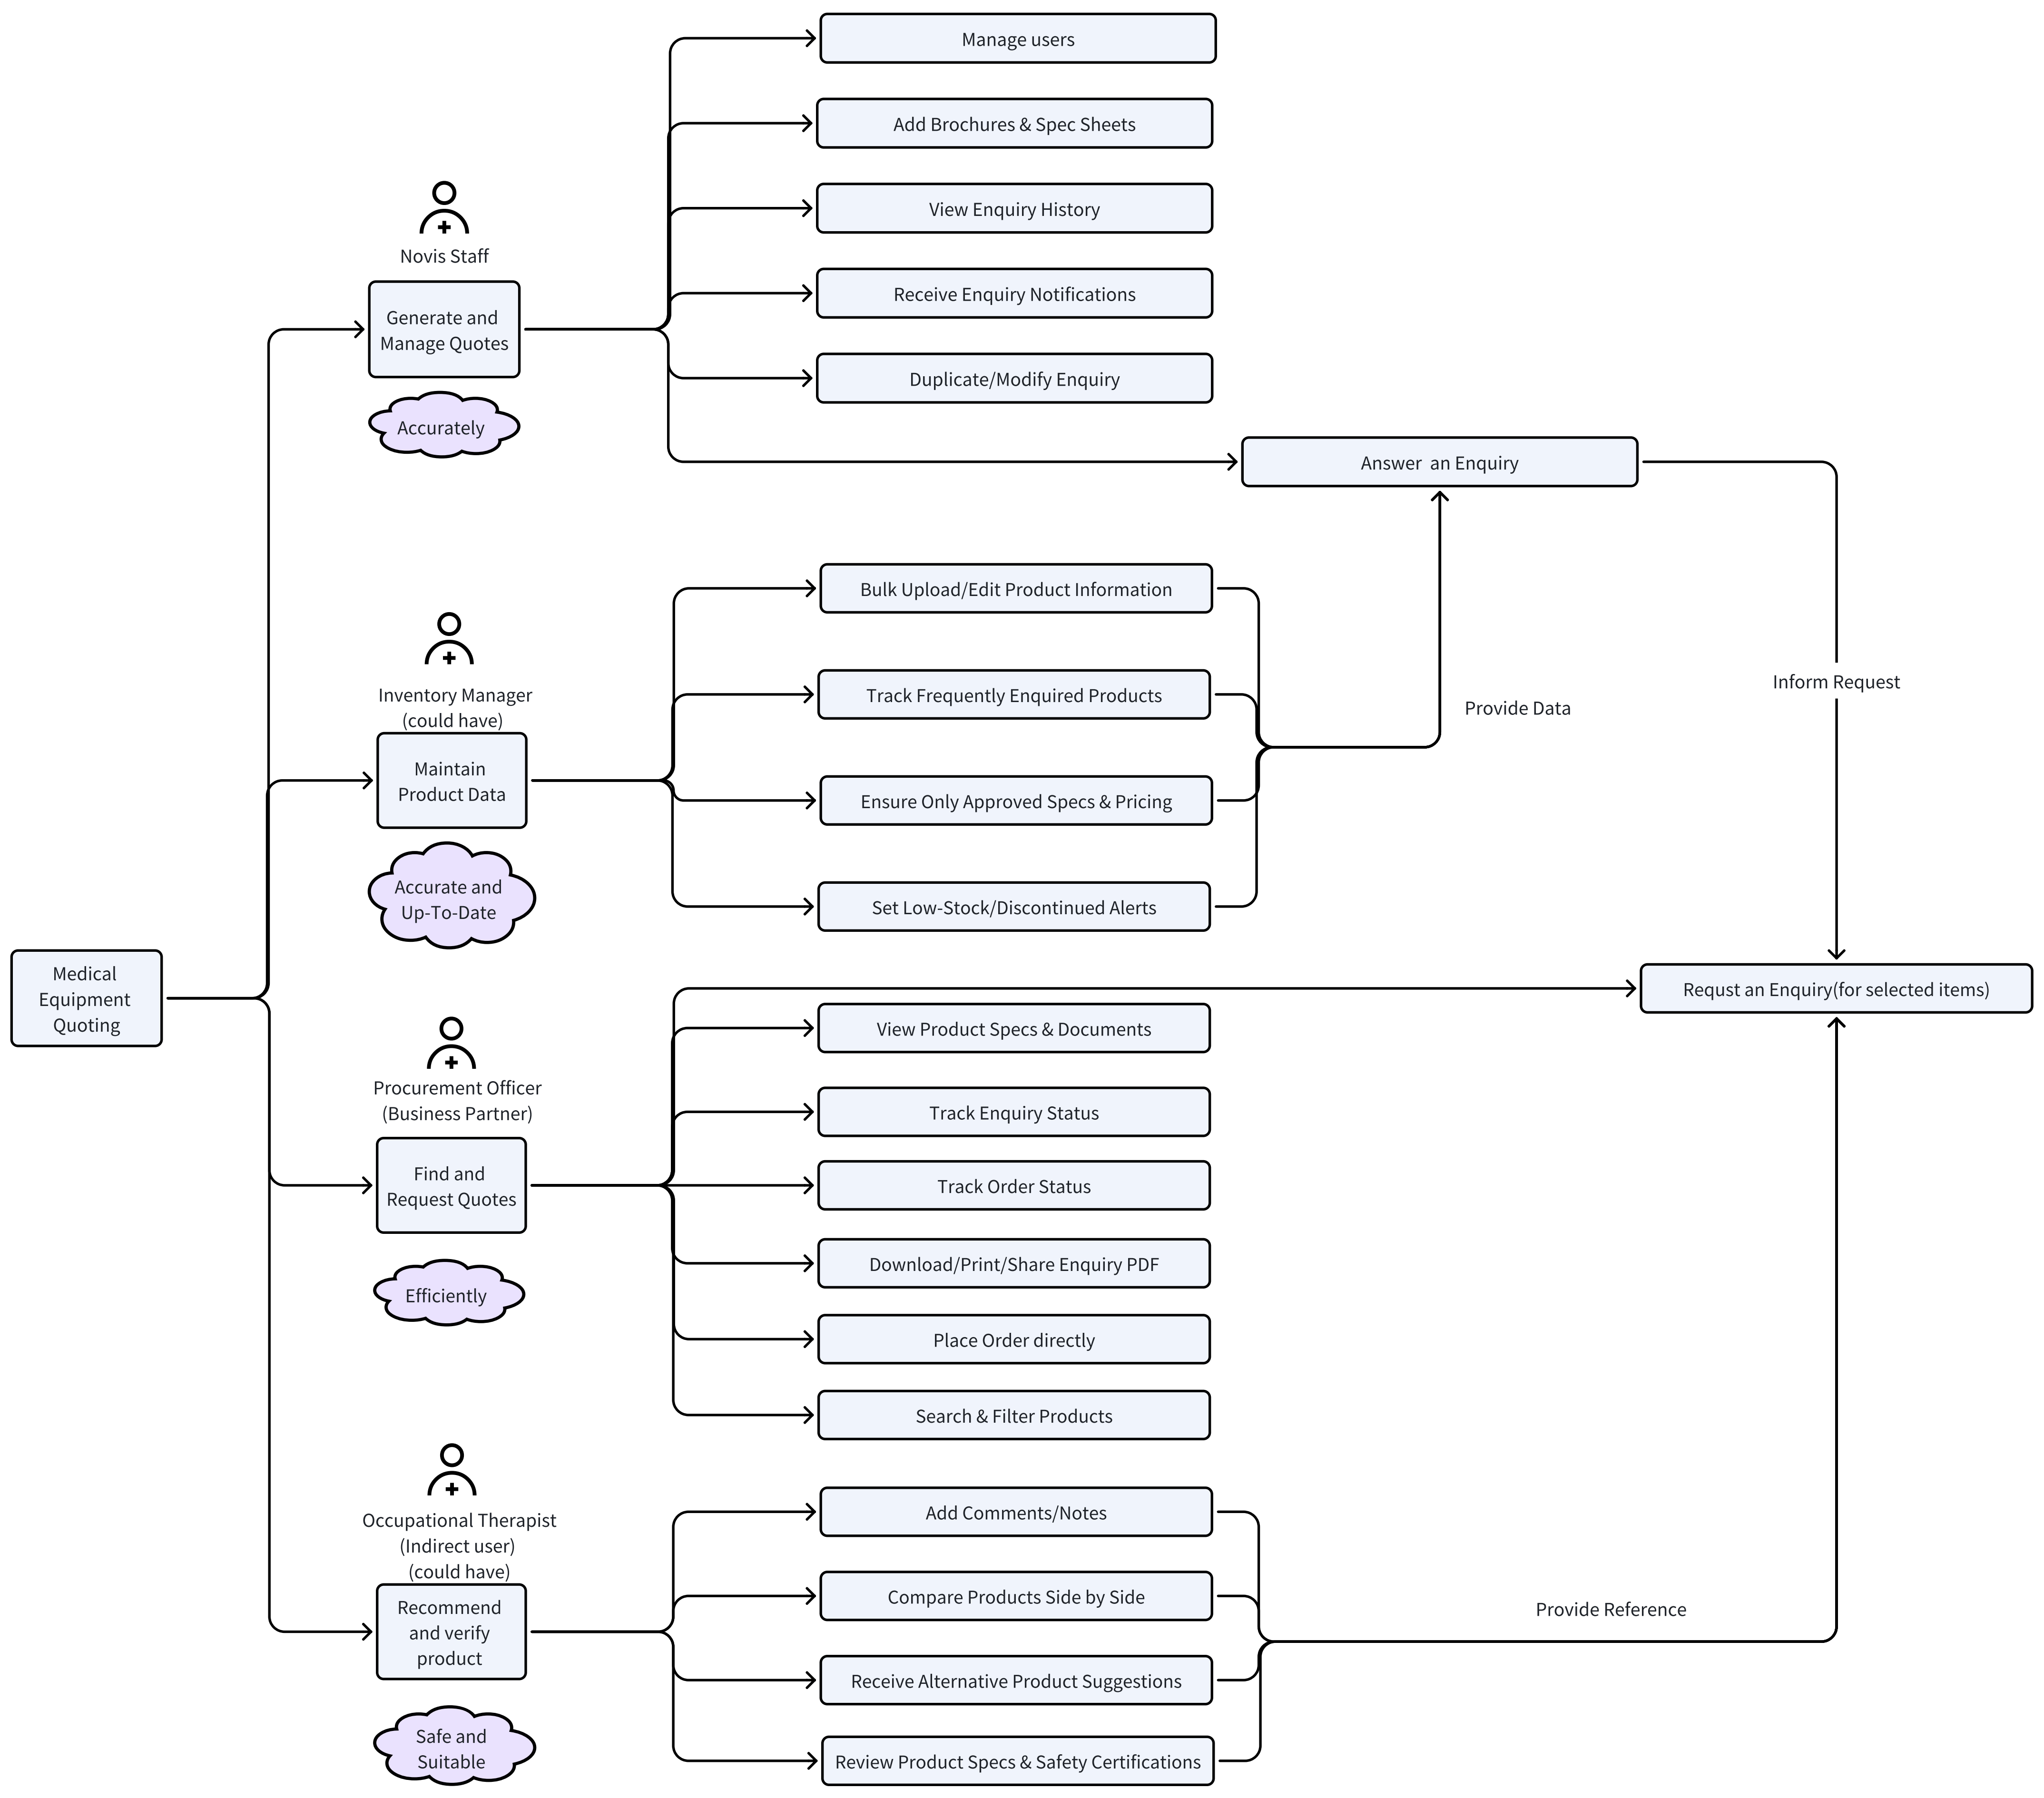 Manage users
Add Brochures & Spec Sheets
View Enquiry History
Novis Staff
Receive Enquiry Notifications
Generate and
Manage Quotes
Duplicate/Modify Enquiry
Accurately
Answer an Enquiry
Bulk Upload/Edit Product Information
Inventory Manager
(could have)
Track Frequently Enquired Products
Provide Data
Inform Request
Maintain
Product Data
Ensure Only Approved Specs & Pricing
Accurate and
Up-To-Date
Set Low-Stock/Discontinued Alerts
Medical
Equipment
Quoting
Requst an Enquiry(for selected items)
View Product Specs & Documents
Procurement Officer
(Business Partner)
Track Enquiry Status
Find and
Request Quotes
Track Order Status
Download/Print/Share Enquiry PDF
Efficiently
Place Order directly
Search & Filter Products
Occupational Therapist
(Indirect user)
(could have)
Add Comments/Notes
Compare Products Side by Side
Provide Reference
Recommend
and verify
product
Receive Alternative Product Suggestions
Safe and
Suitable
Review Product Specs & Safety Certifications